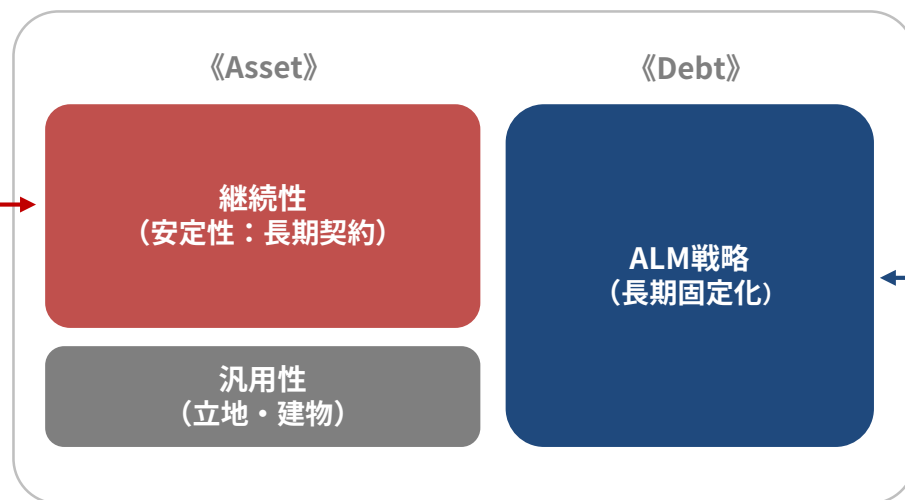 《Asset》
《Debt》
継続性
（安定性：長期契約）
ALM戦略
（長期固定化）
汎用性
（立地・建物）